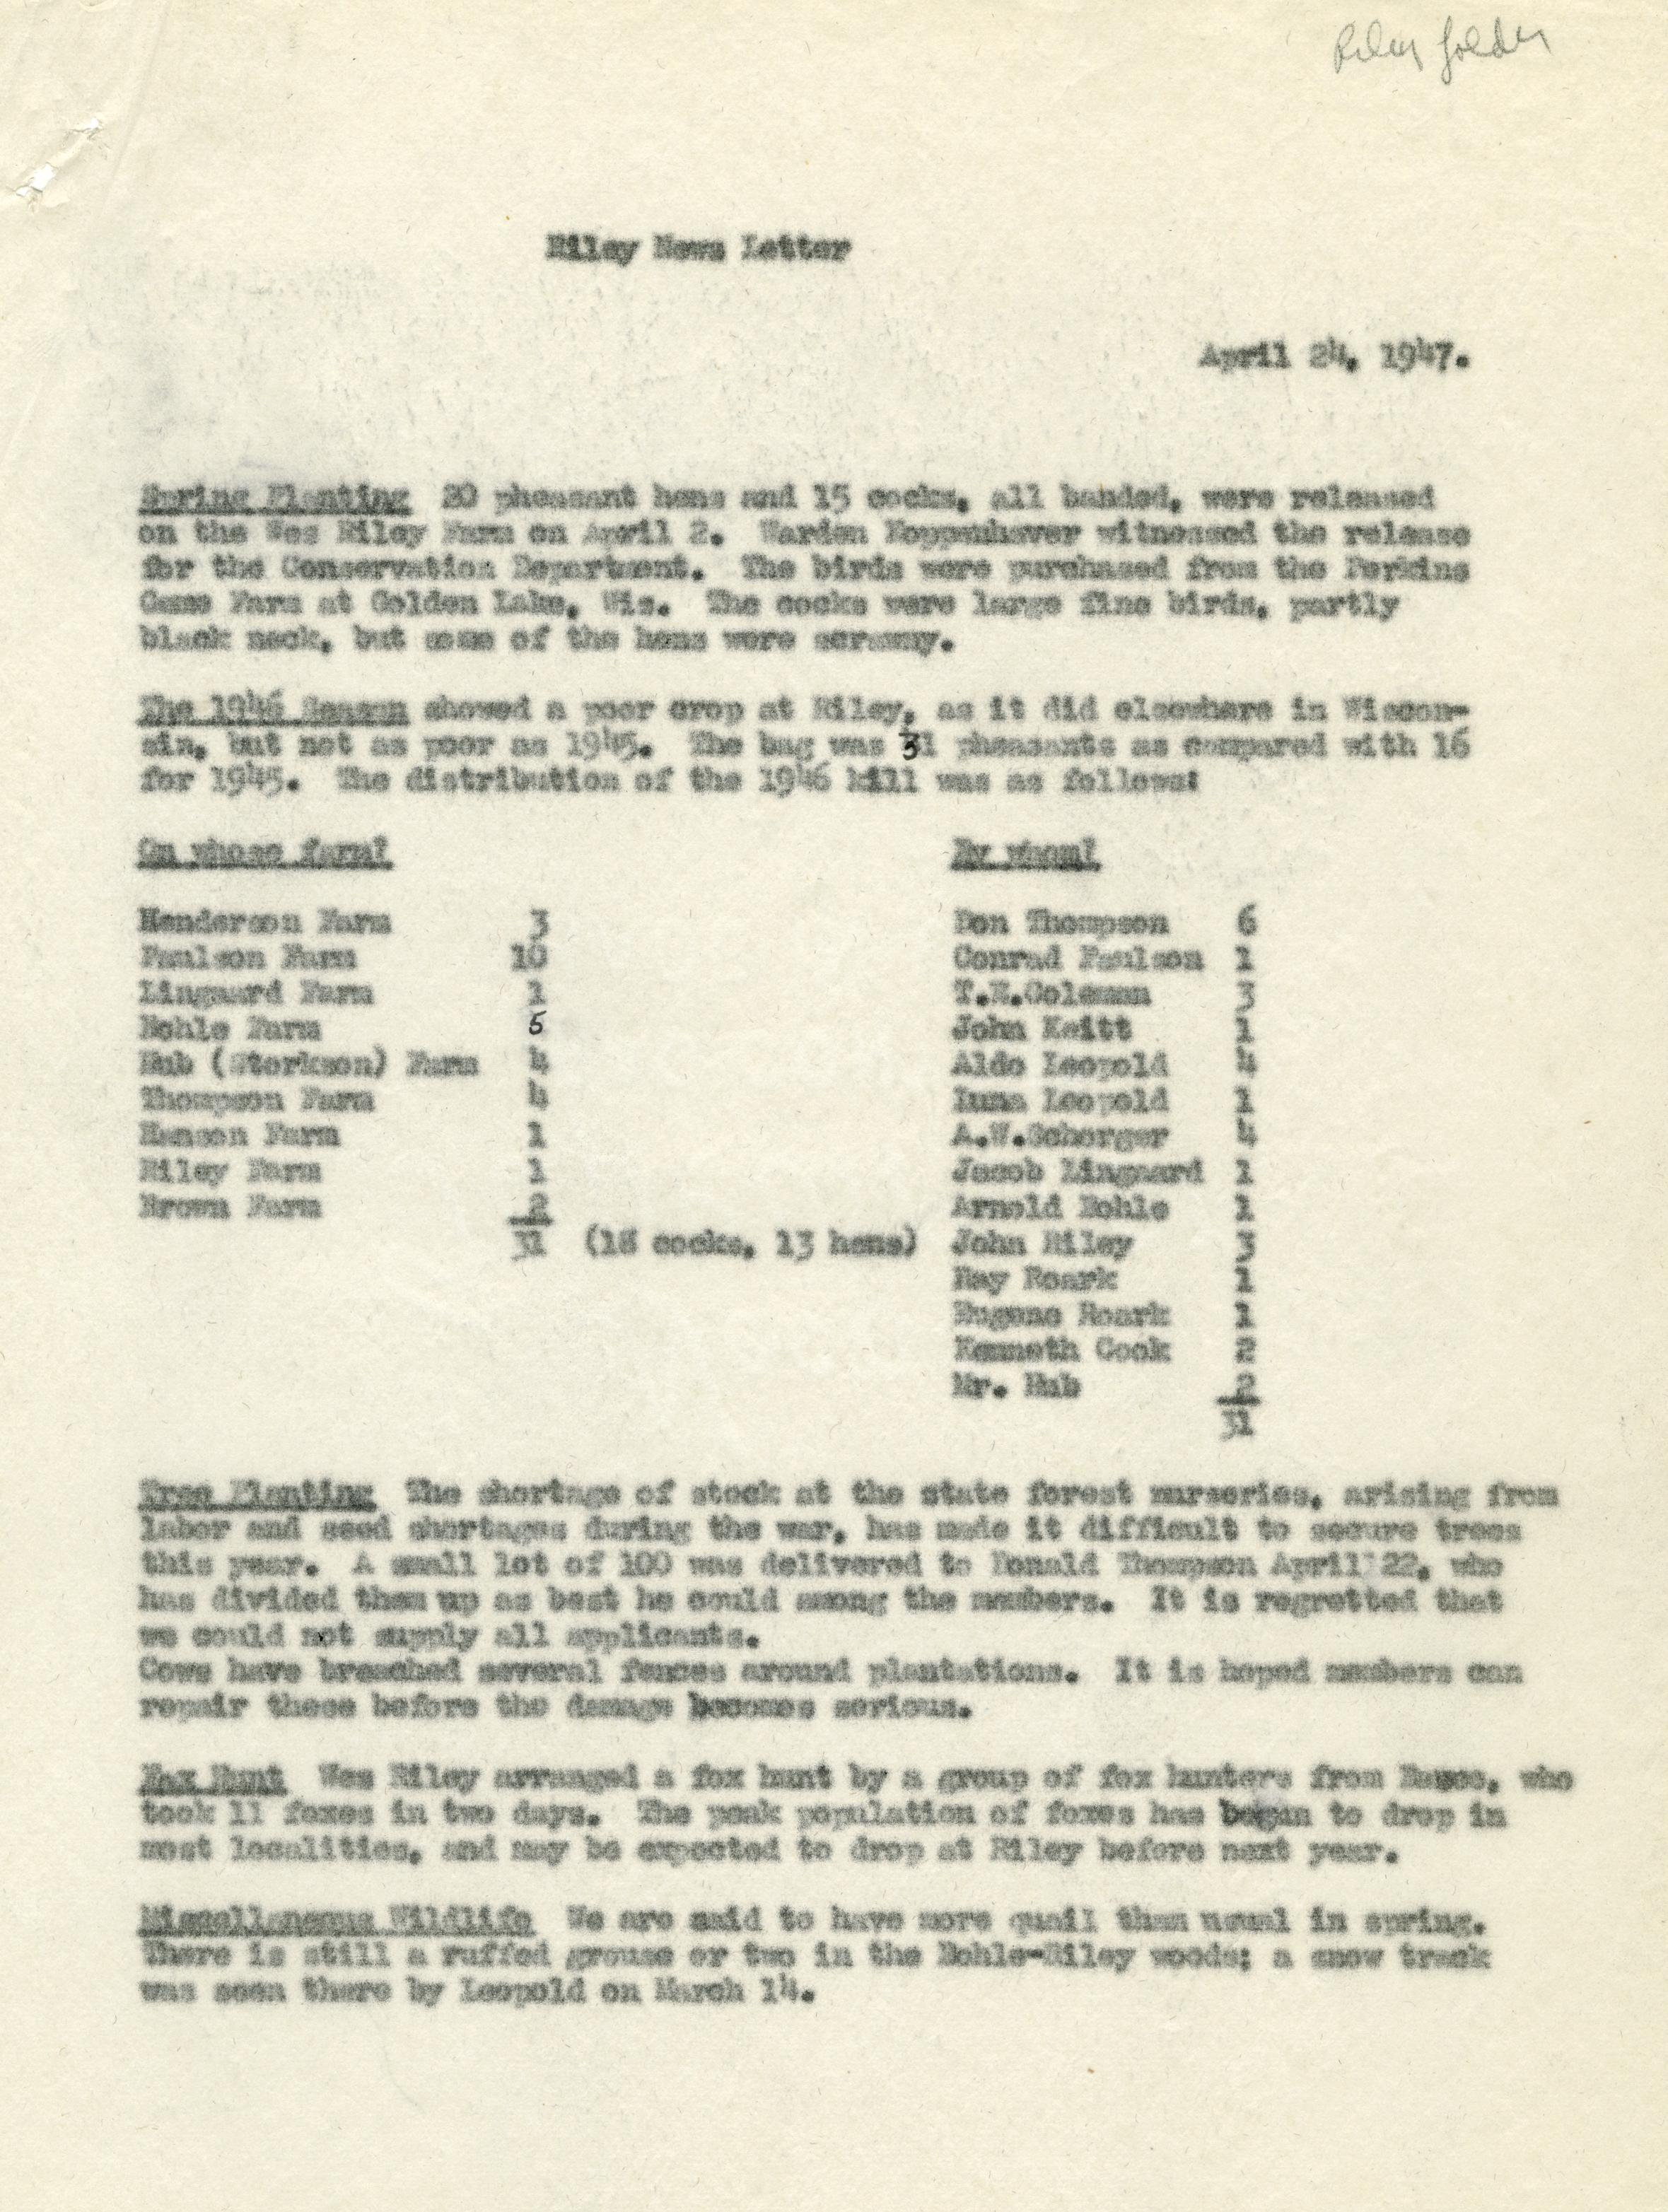 Riley folder
Riley News Letter
April 24, 1947.
Spring Planting 20 pheasant hens and 15 cocks, all banded, were released
on the Wes Riley Farm on April 2. Warden Koppenhaver witnessed the release
for the Conservation Department. The birds were purchased from the Perkins
Game Farm at Golden Lake, Wis. The cocks were large fine birds, partly
black neck, but some of the hens were scrawny.
The 1946 Season showed a poor crop at Riley, as it did elsewhere in Wiscon-
sin, but not as poor as 1945. The bag was 31 pheasants as compared with 16
for 1945. The distribution of the 1946 kill was as follows:
On whose farm? By whom?
Henderson Farm 3 Don Thompson 6
Paulson Farm 10 Conrad Paulson 1
Lingaard Farm 1 T.E.Coleman 3
Bohle Farm 5 John Keitt 1
Hub (Sterkson) Farm 4 Aldo Leopold 4
Thompson Farm 4 Luna Leopold 1
Hanson Farm 1 A.W.Schorger 4
Riley Farm 1 Jacob Lingaard 1
Brown Farm 2 Arnold Bohle 1
31 (18 cocks, 13 hens) John Riley 3
Ray Roark 1
Eugene Roark 1
Kenneth Cook 2
Mr. Hub 2
31
Tree Planting The shortage of stock at the state forest nurseries, arising from
labor and seed shortages during the war, has made it difficult to secure trees
this year. A small lot of 100 was delivered to Donald Thompson April 22, who
has divided them up as best he could among the members. It is regretted that
we could not supply all applicants.
Cows have breached several fences around plantations. It is hoped members can
repair these before the damage becomes serious.
Fox Hunt Wes Riley arranged a fox hunt by a group of fox hunters from who
took 11 foxes in two days. The peak population of foxes has began to drop in
most localities, and may be expected to drop at Riley before next year.
Miscellaneous Wildlife We are said to have more quail than usual in spring.
There is still a ruffed grouse or two in the Bohle-Riley woods; a snow track
was seen there by Leopold on March 14.